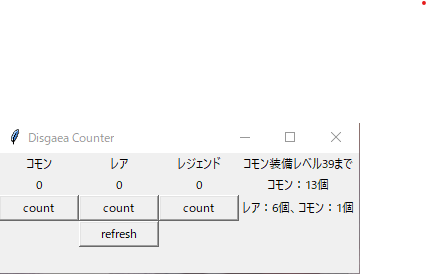 Disgaea Counter
コモン レア レジェンド コモン装備レベル39まで
0 0 0 コモン：13個
count count count レア：6個、コモン：1個
refresh